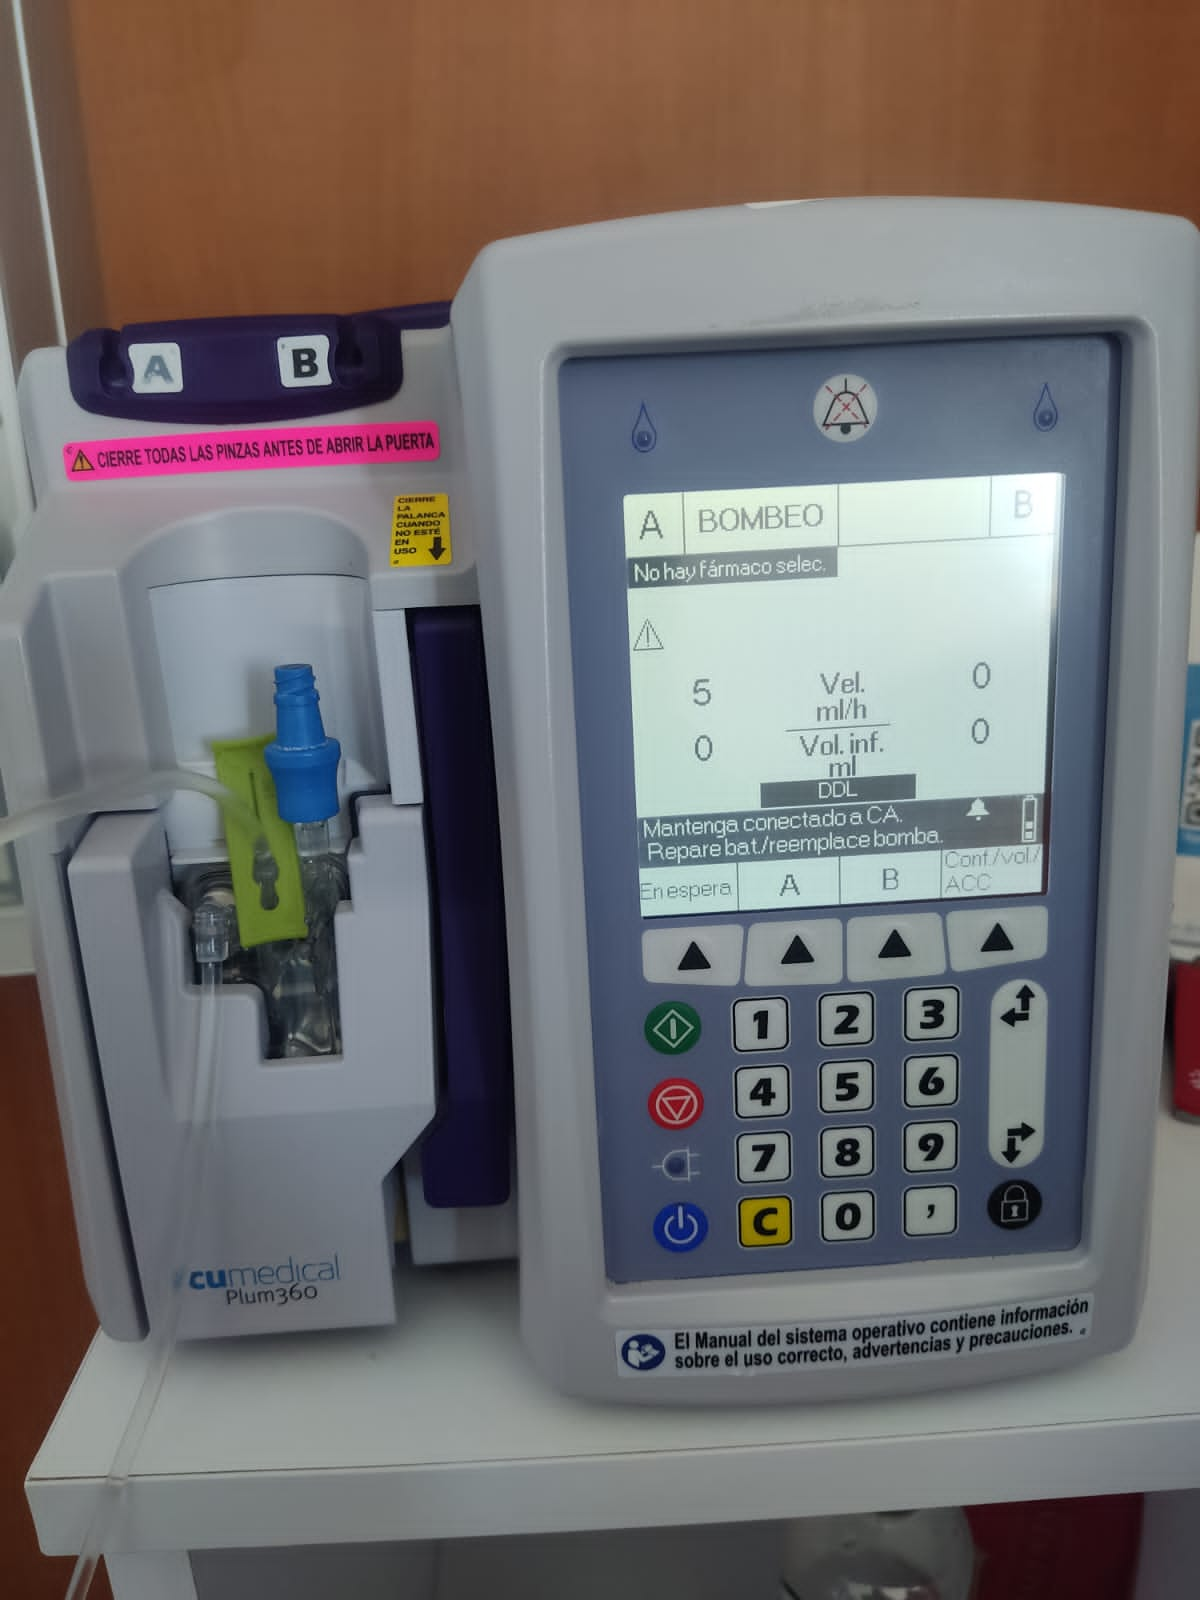 A
B
CIERRE TODAS LAS PINZAS ANTES DE ABRIR LA PUERTA
CIERRE
LA
PALANCA
CUANDO
NO ESTÉ
EN
USO
A BOMBEO B
No hay fármaco selec.
5 Vel. 0
ml/h
0 Vol. inf. 0
ml
DDL
Mantenga conectado a CA.
Repare bat./reemplace bomba.
En espera A B Conf./vol./
ACC
1 2 3
4 5 6
7 8 9
C 0 ,
cumedical
Plum360
El Manual del sistema operativo contiene información
sobre el uso correcto, advertencias y precauciones.